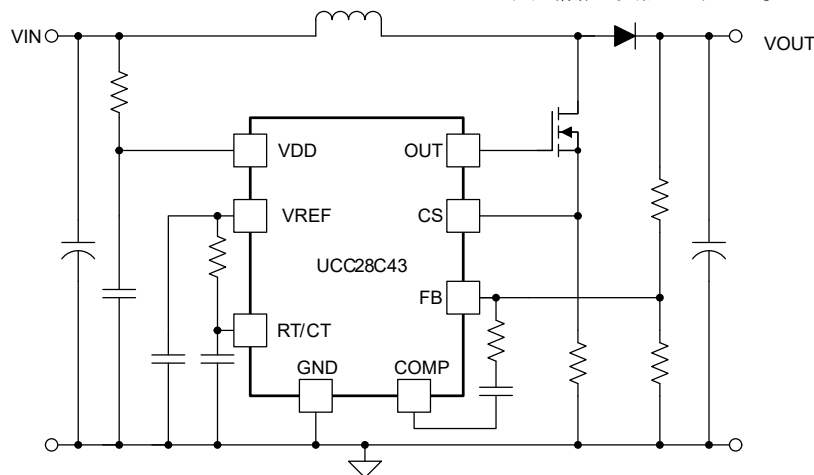 VIN
VOUT
VDD
OUT
VREF
CS
UCC28C43
FB
RT/CT
GND
COMP